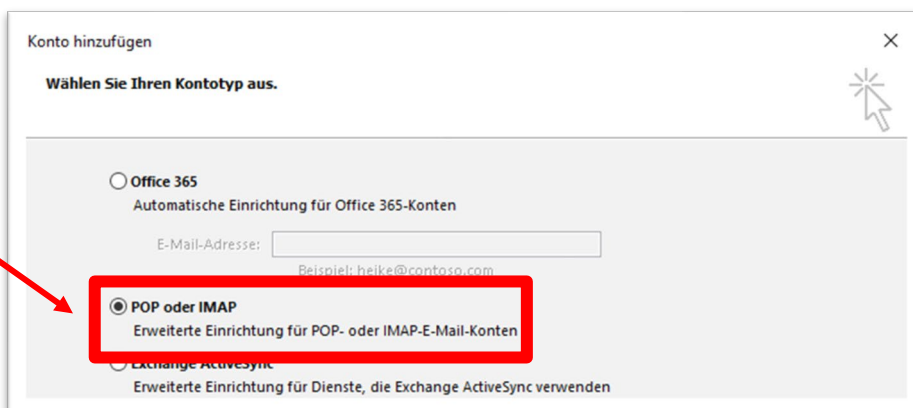 Konto hinzufügen
Wählen Sie Ihren Kontotyp aus.
Office 365
Automatische Einrichtung für Office 365-Konten
E-Mail-Adresse:
Beispiel: heike@contoso.com
POP oder IMAP
Erweiterte Einrichtung für POP- oder IMAP-E-Mail-Konten
Exchange ActiveSync
Erweiterte Einrichtung für Dienste, die Exchange ActiveSync verwenden